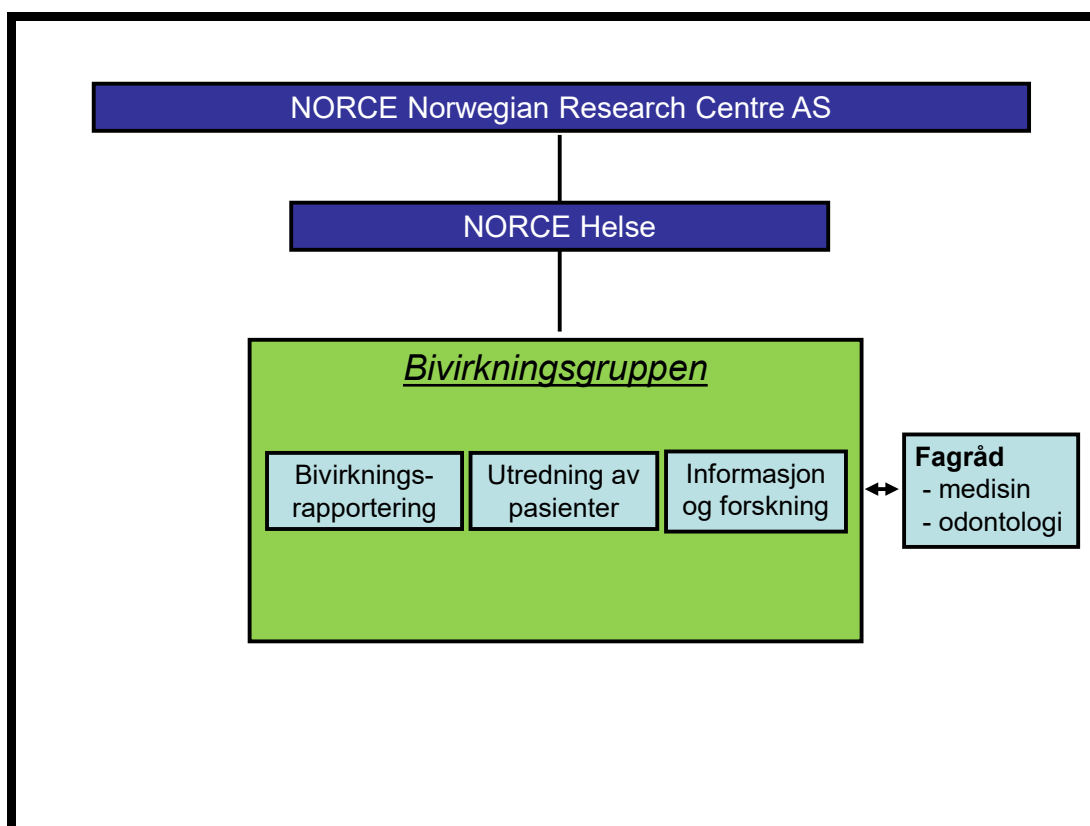 NORCE Norwegian Research Centre AS
NORCE Helse
Bivirkningsgruppen
Bivirknings-
rapportering
Utredning av
pasienter
Informasjon
og forskning
Fagråd
- medisin
- odontologi